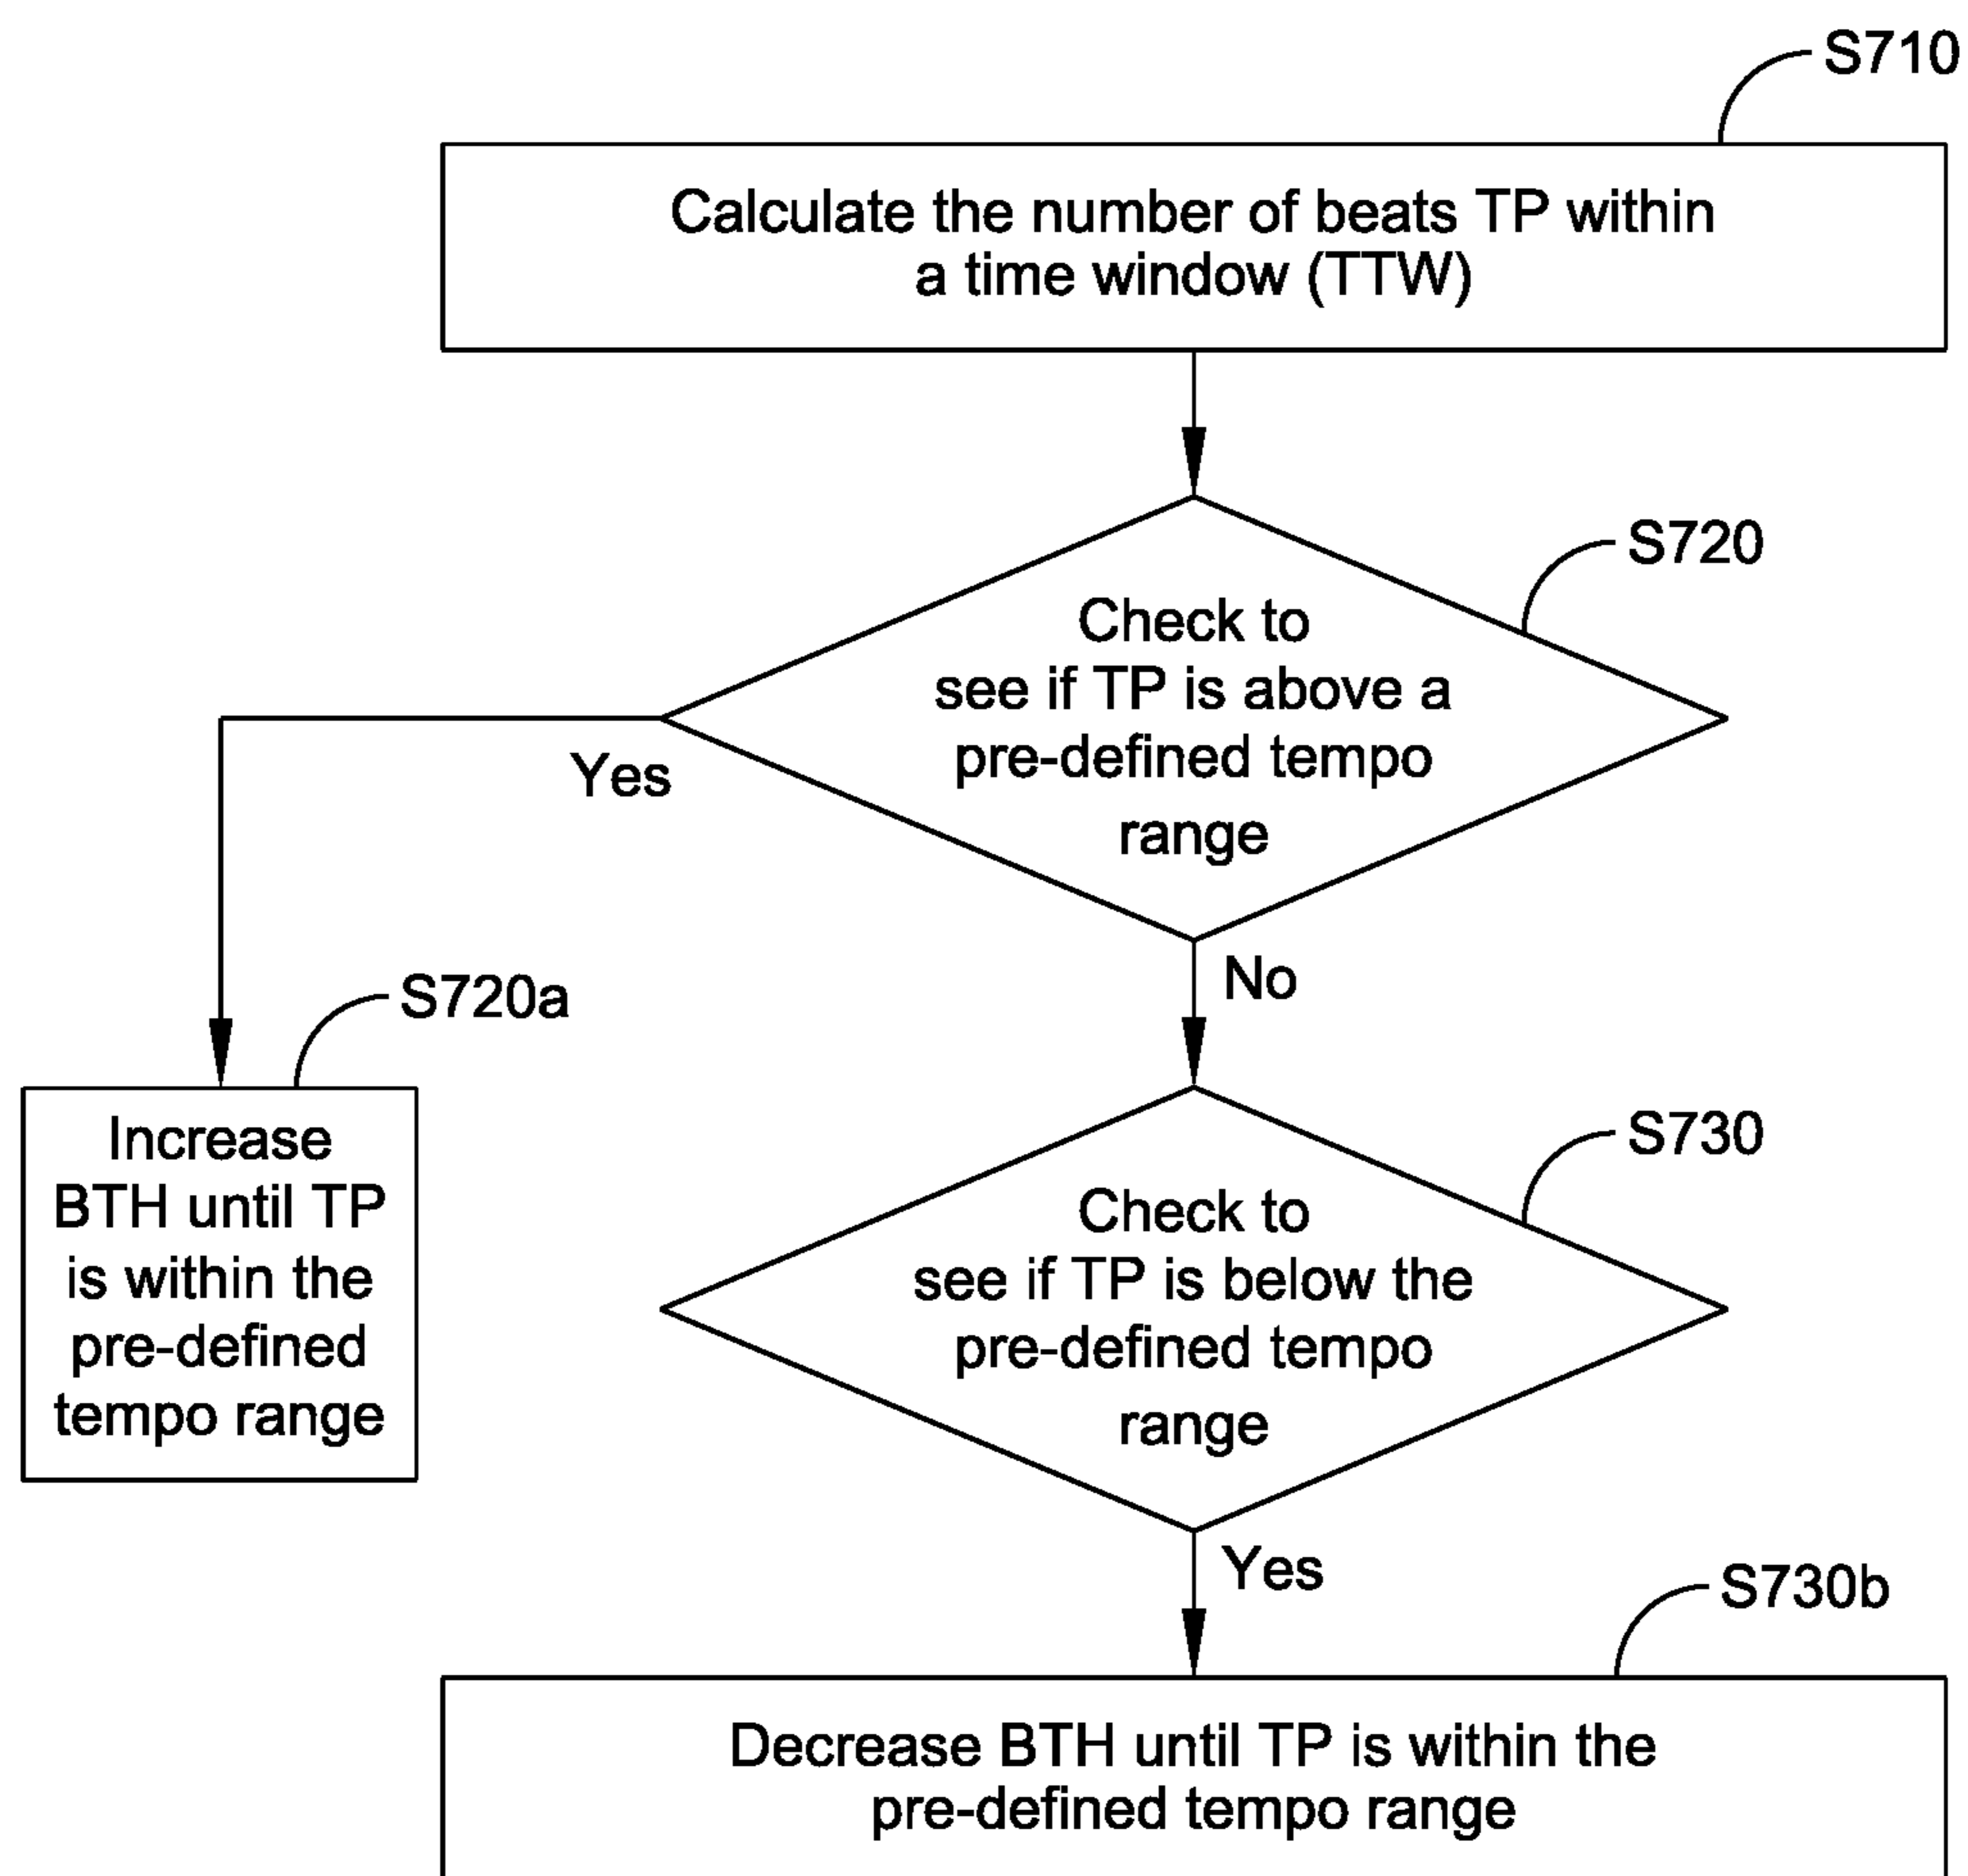 S710
Calculate the number of beats TP within
a time window (TTW)
S720
Check to
see if TP is above a
pre-defined tempo
range
Yes
No
S720a
Increase
BTH until TP
is within the
pre-defined
tempo range
S730
Check to
see if TP is below the
pre-defined tempo
range
Yes
S730b
Decrease BTH until TP is within the
pre-defined tempo range